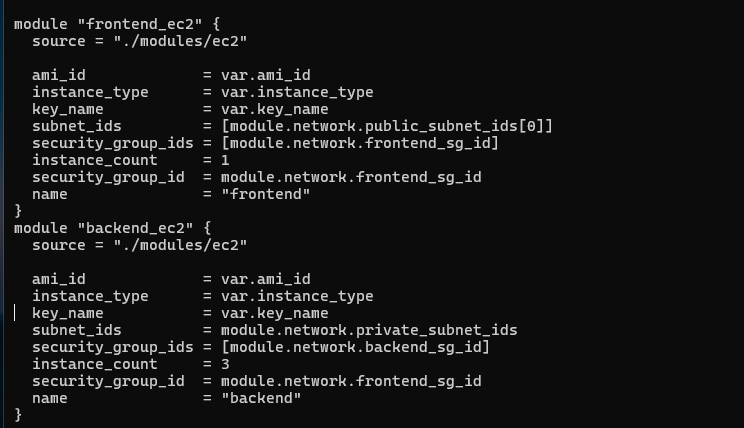 module "frontend_ec2" {
  source = "./modules/ec2"

  ami_id             = var.ami_id
  instance_type      = var.instance_type
  key_name           = var.key_name
  subnet_ids         = [module.network.public_subnet_ids[0]]
  security_group_ids = [module.network.frontend_sg_id]
  instance_count     = 1
  security_group_id  = module.network.frontend_sg_id
  name               = "frontend"
}
module "backend_ec2" {
  source = "./modules/ec2"

  ami_id             = var.ami_id
  instance_type      = var.instance_type
  key_name           = var.key_name
  subnet_ids         = module.network.private_subnet_ids
  security_group_ids = [module.network.backend_sg_id]
  instance_count     = 3
  security_group_id  = module.network.frontend_sg_id
  name               = "backend"
}